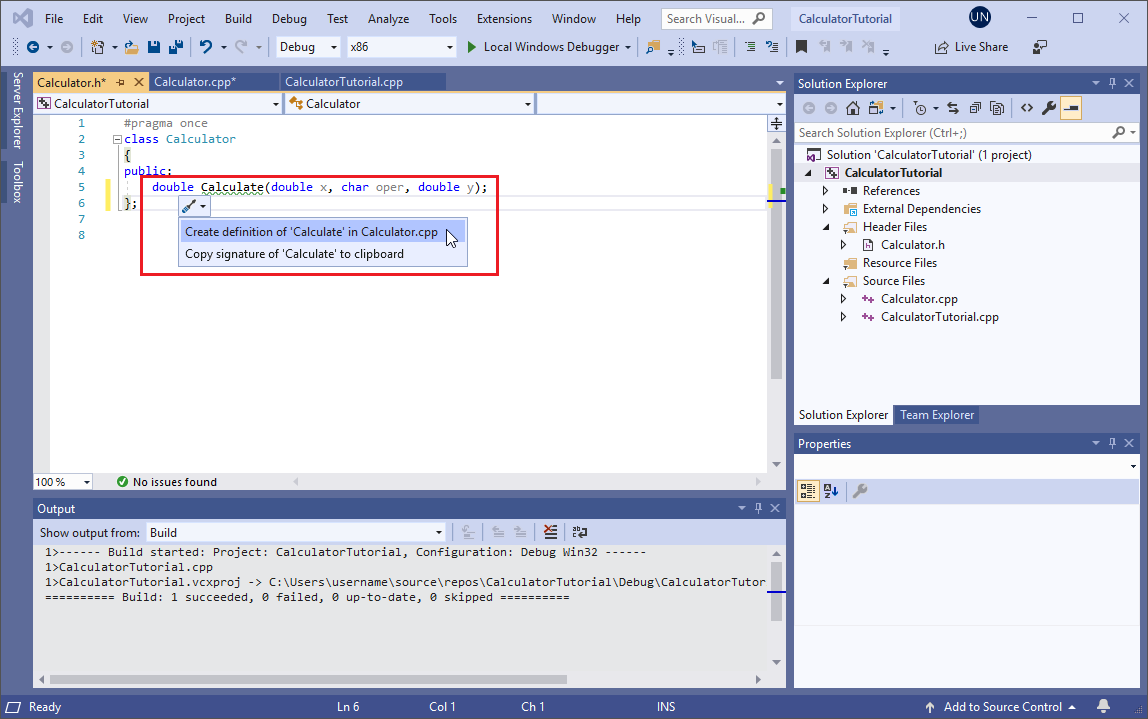 File Edit View Project Build Debug Test Analyze Tools Extensions Window Help Search Visual... CalculatorTutorial UN
Debug x86 Local Windows Debugger Live Share
Server Explorer
Toolbox
Calculator.h* Calculator.cpp* CalculatorTutorial.cpp
CalculatorTutorial Calculator
1 #pragma once
2 class Calculator
3 {
4 public:
5 double Calculate(double x, char oper, double y);
6 };
7
8
Create definition of 'Calculate' in Calculator.cpp
Copy signature of 'Calculate' to clipboard
100 % No issues found
Output
Show output from: Build
1>------ Build started: Project: CalculatorTutorial, Configuration: Debug Win32 ------
1>CalculatorTutorial.cpp
1>CalculatorTutorial.vcxproj -> C:\Users\username\source\repos\CalculatorTutorial\Debug\CalculatorTutor
========== Build: 1 succeeded, 0 failed, 0 up-to-date, 0 skipped ==========
Solution Explorer
Search Solution Explorer (Ctrl+;)
Solution 'CalculatorTutorial' (1 project)
CalculatorTutorial
References
External Dependencies
Header Files
Calculator.h
Resource Files
Source Files
Calculator.cpp
CalculatorTutorial.cpp
Solution Explorer Team Explorer
Properties
Ready Ln 6 Col 1 Ch 1 INS Add to Source Control